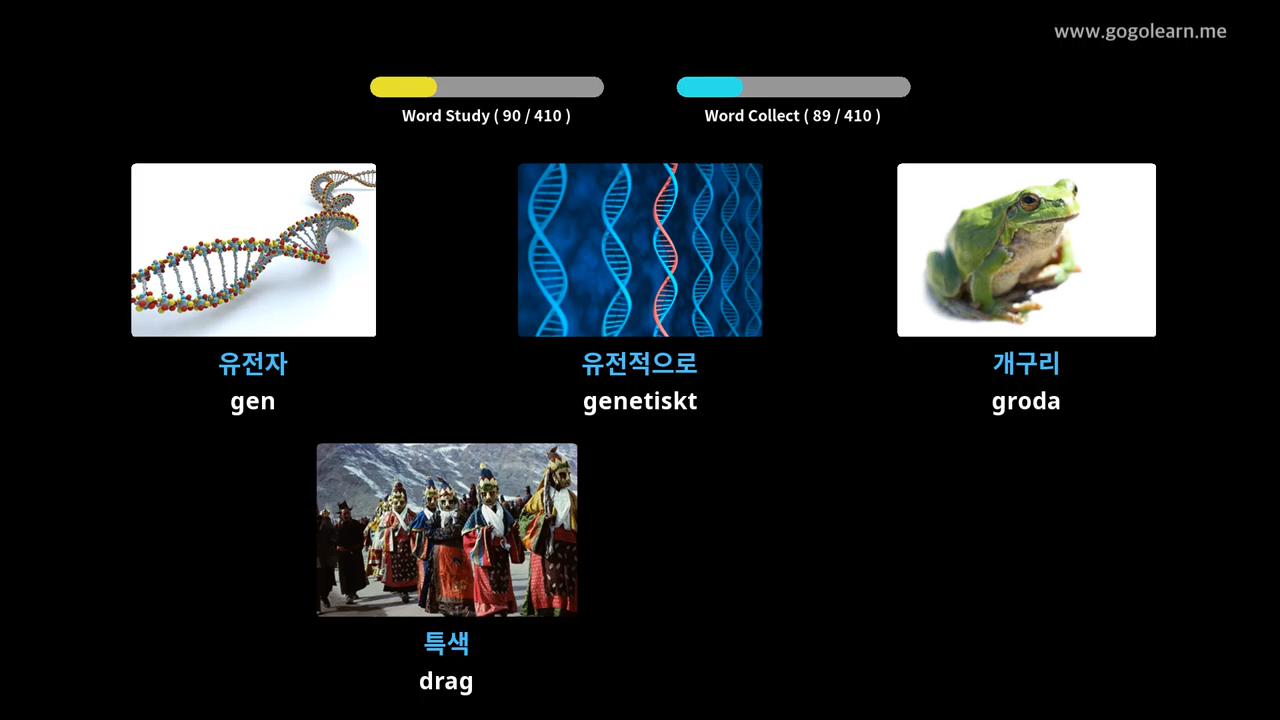 www.gogolearn.me
Word Study ( 90 / 410 )
Word Collect ( 89 / 410 )
유전자
gen
유전적으로
genetiskt
개구리
groda
특색
drag